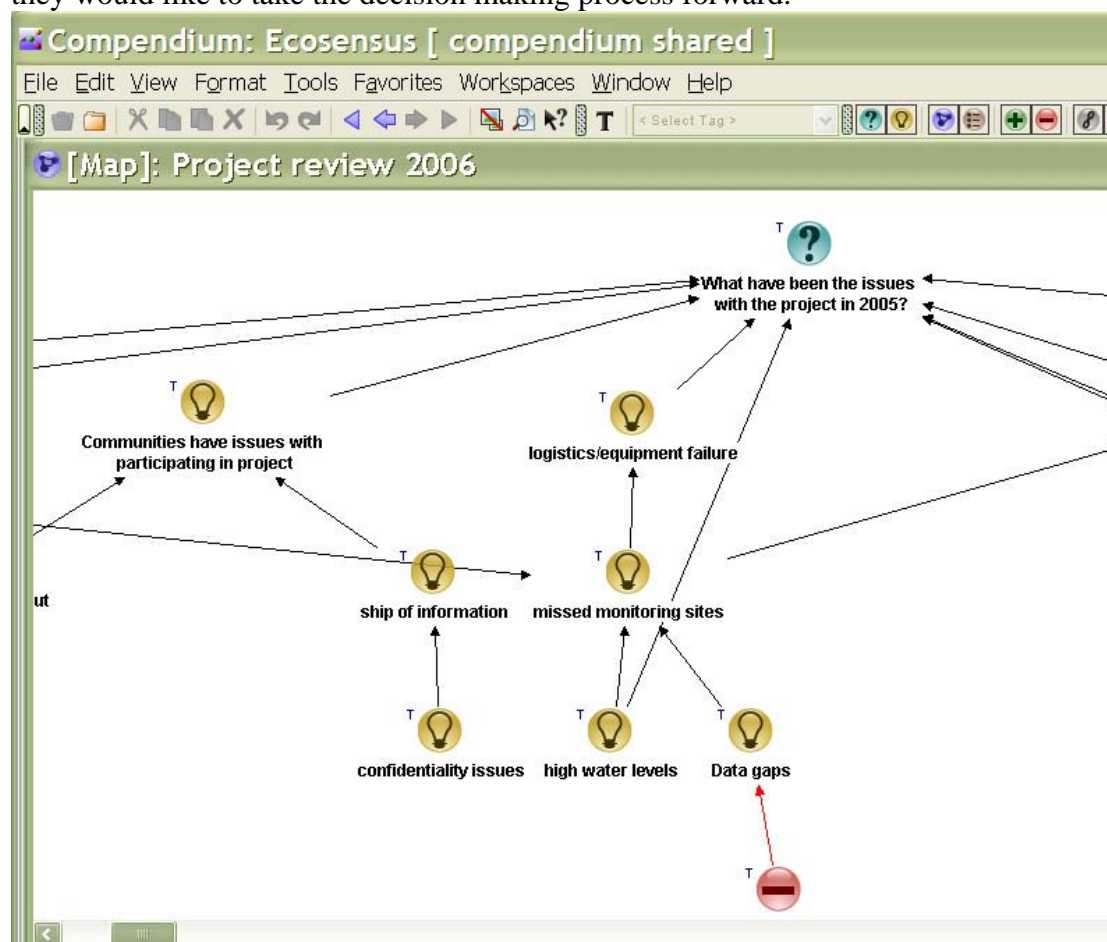 they would like to take the decision making process forward.
Compendium: Ecosensus [ compendium shared ]
File Edit View Format Tools Favorites Workspaces Window Help
T < Select Tag >
[Map]: Project review 2006
T
What have been the issues
with the project in 2005?
T
Communities have issues with
participating in project
T
logistics/equipment failure
T
ship of information
T
missed monitoring sites
ut
T
confidentiality issues
T
high water levels
T
Data gaps
T